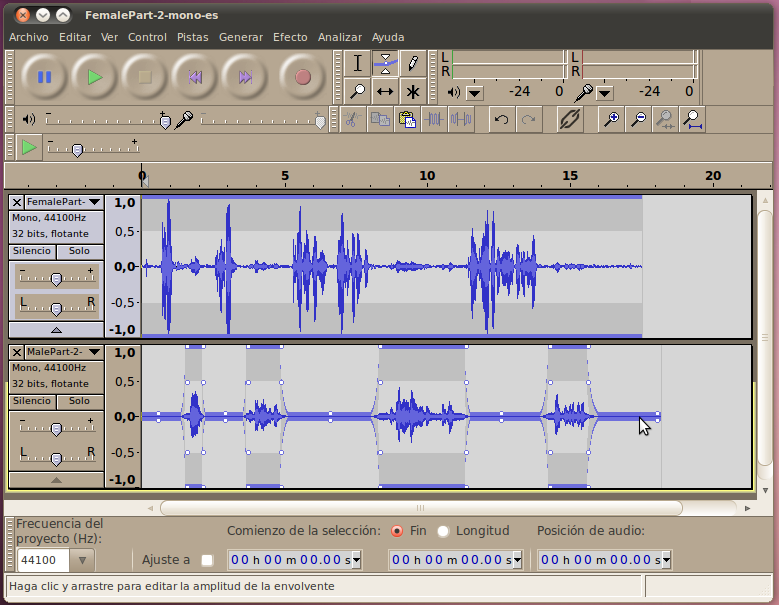 FemalePart-2-mono-es
Archivo Editar Ver Control Pistas Generar Efecto Analizar Ayuda
L
R
-24 0
L
R
-24 0
- +
- +
- +
0 5 10 15 20
FemalePart-
Mono, 44100Hz
32 bits, flotante
Silencio Solo
- +
L R
1,0
0,5-
0,0-
-0,5-
-1,0
MalePart-2-
Mono, 44100Hz
32 bits, flotante
Silencio Solo
- +
L R
1,0
0,5-
0,0-
-0,5-
-1,0
Frecuencia del
proyecto (Hz):
44100
Ajuste a
Comienzo de la selección: Fin Longitud
00 h 00 m 00.00 s
00 h 00 m 00.00 s
Posición de audio:
00 h 00 m 00.00 s
Haga clic y arrastre para editar la amplitud de la envolvente